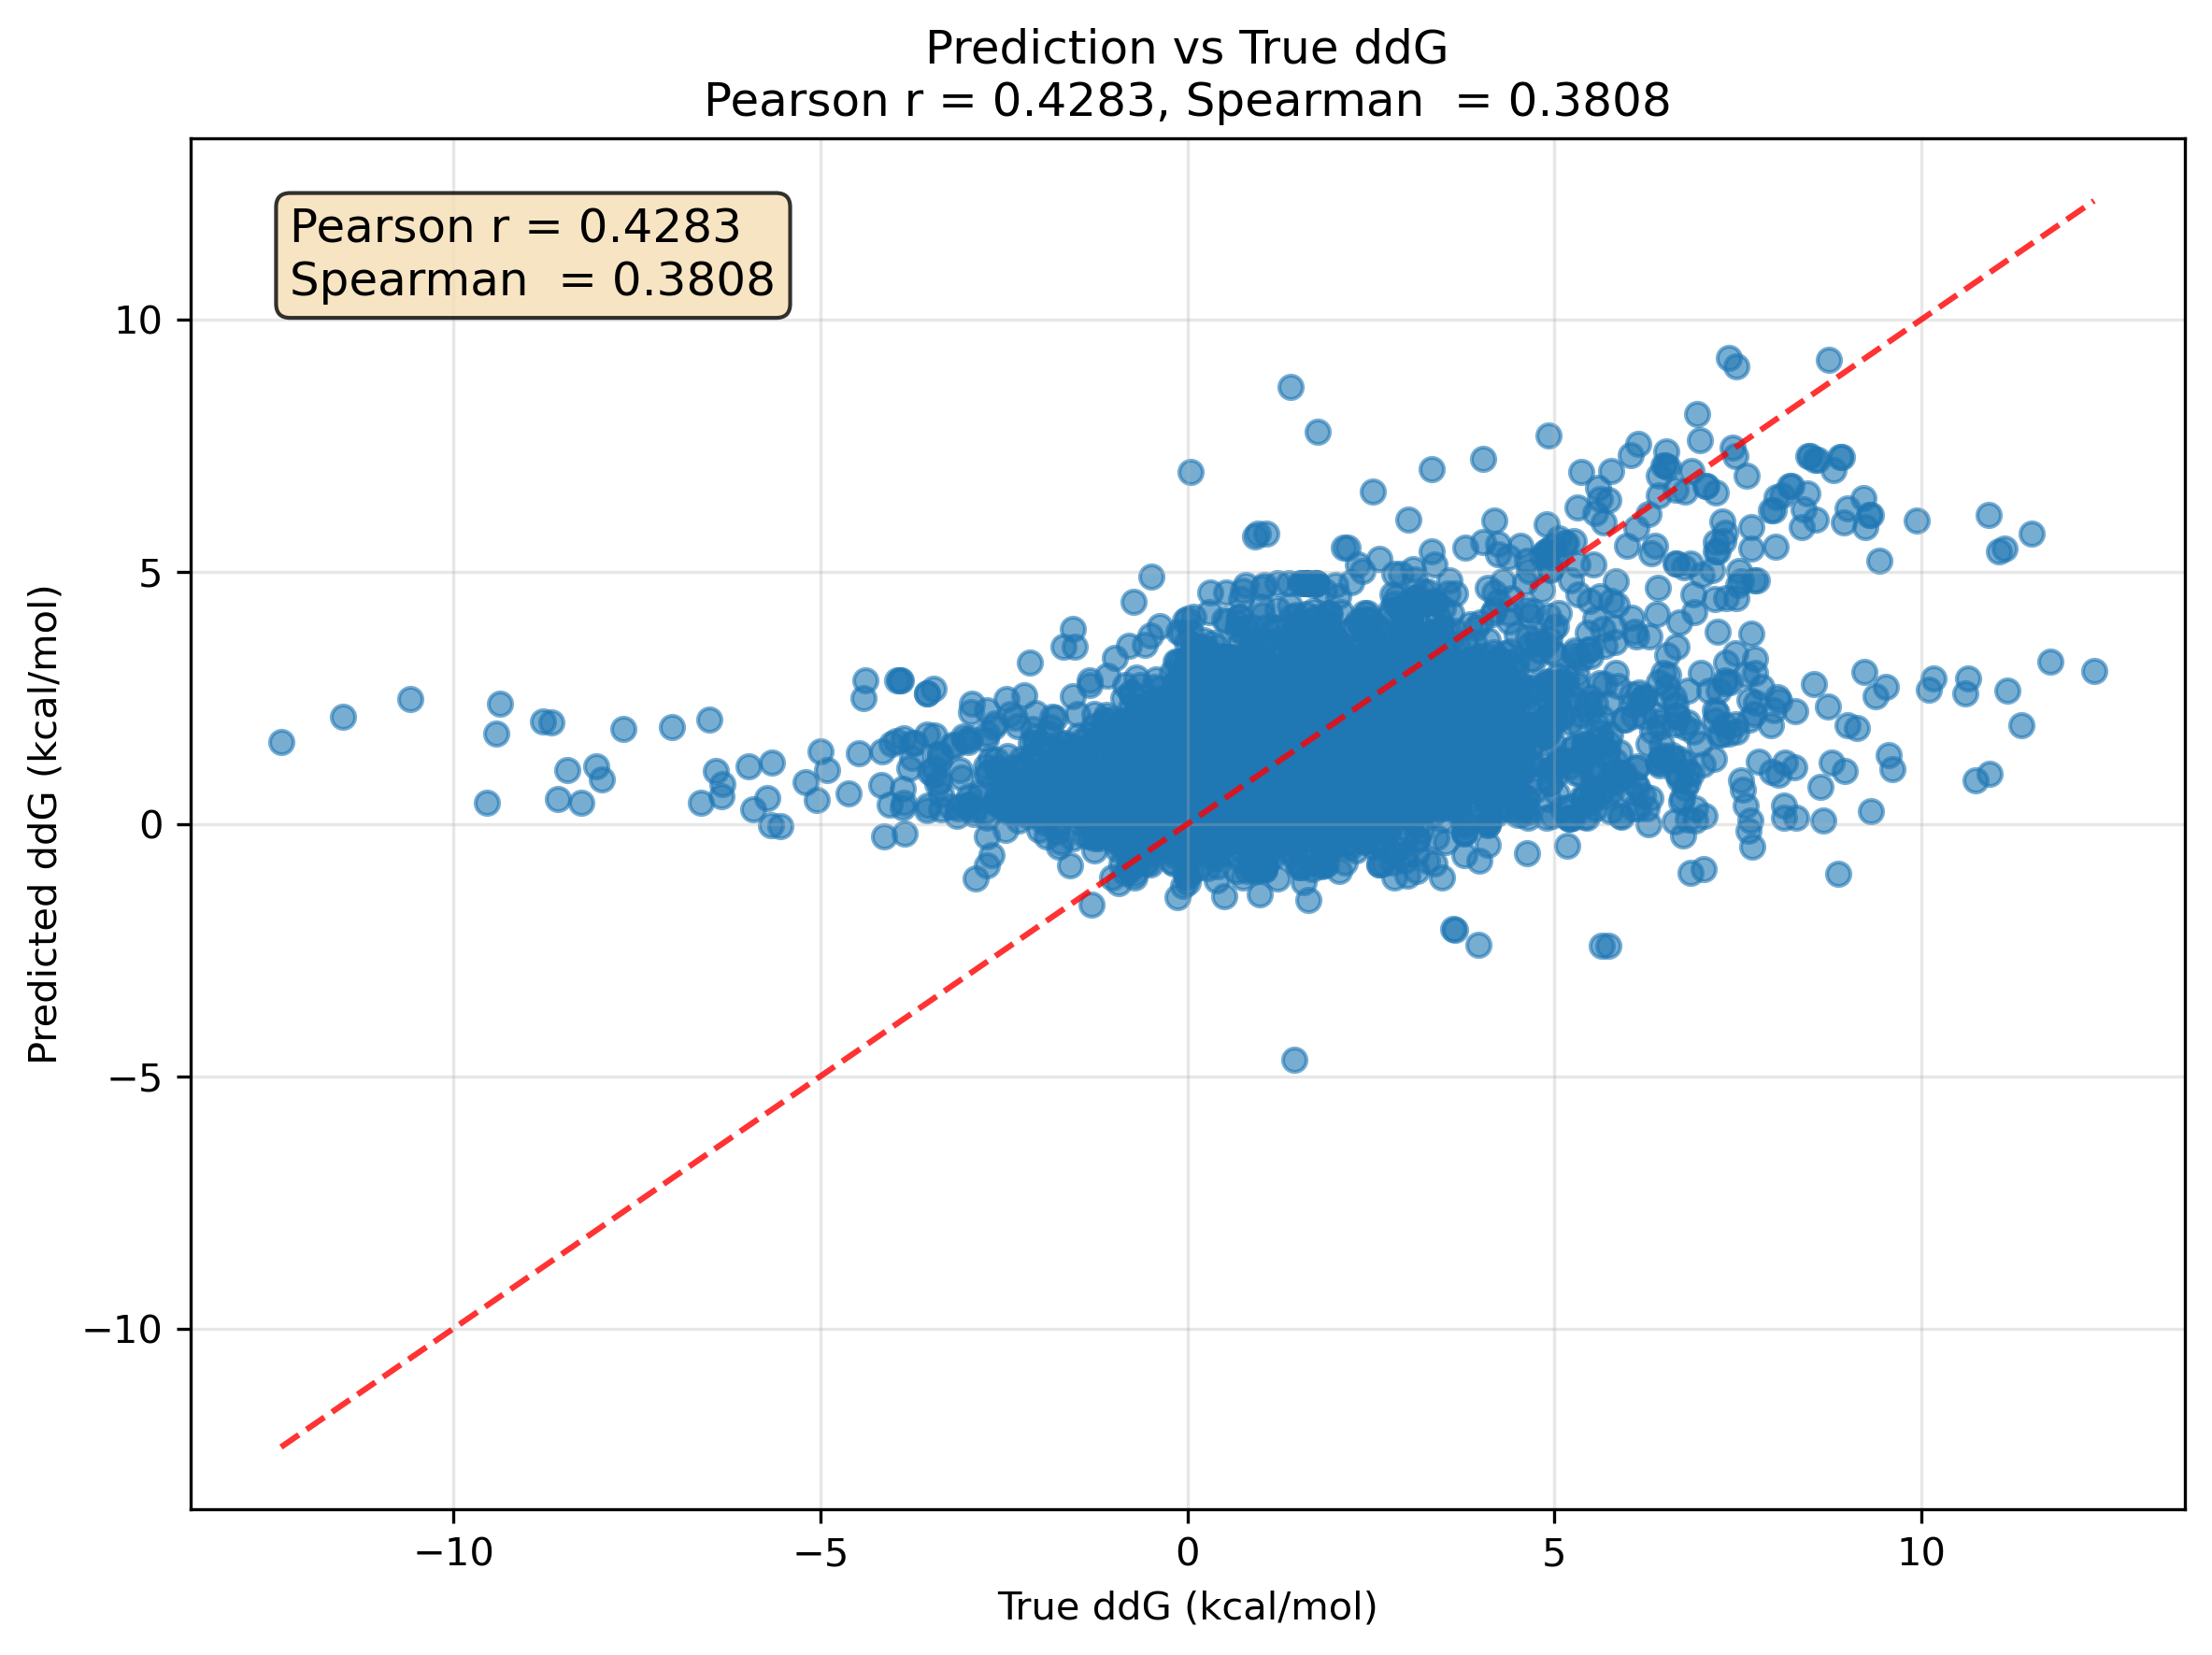 Prediction vs True ddG
Pearson r = 0.4283, Spearman  = 0.3808
Pearson r = 0.4283
Spearman  = 0.3808
10
5
0
−5
−10
Predicted ddG (kcal/mol)
−10
−5
0
5
10
True ddG (kcal/mol)